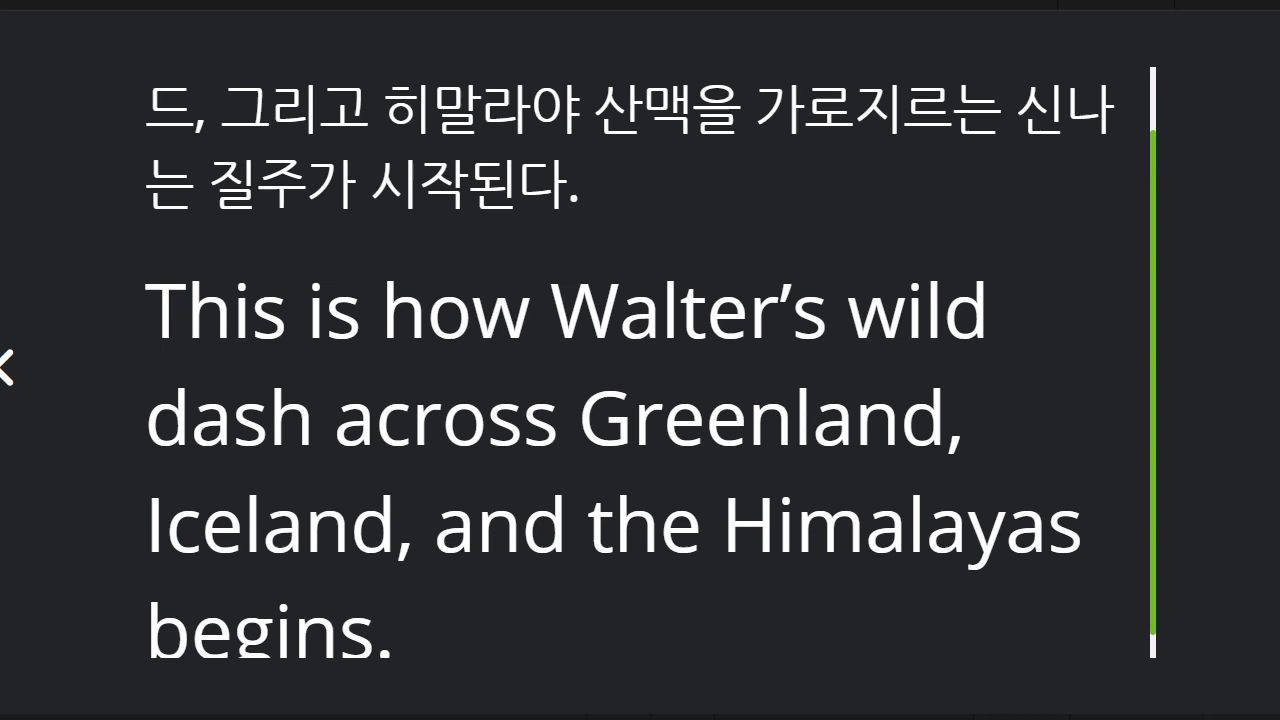 드, 그리고 히말라야 산맥을 가로지르는 신나
는 질주가 시작된다.
This is how Walter’s wild
dash across Greenland,
Iceland, and the Himalayas
begins.